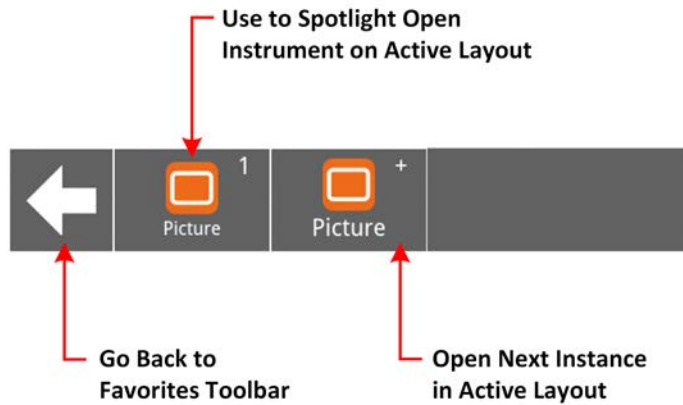 Use to Spotlight Open
Instrument on Active Layout
1
Picture
+
Picture
Go Back to
Favorites Toolbar
Open Next Instance
in Active Layout